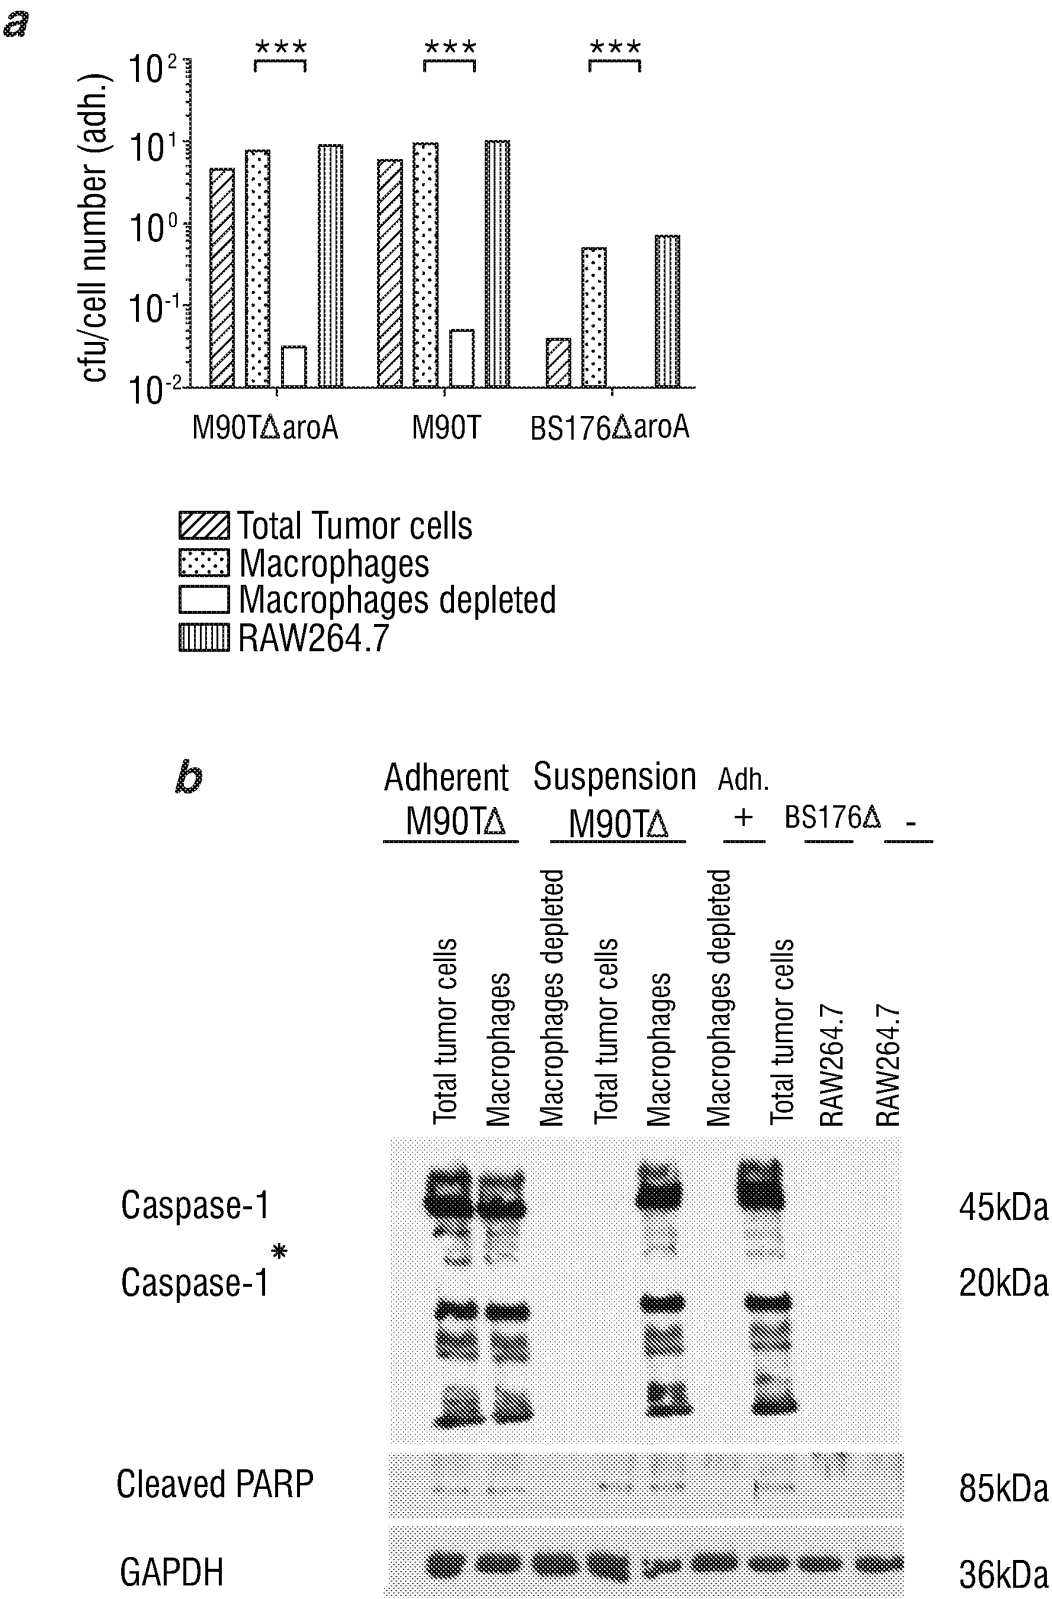 a
*** *** ***
cfu/cell number (adh.)
10²
10¹
10⁰
10⁻¹
10⁻²
M90TΔaroA M90T BS176ΔaroA
Total Tumor cells
Macrophages
Macrophages depleted
RAW264.7
b
Adherent Suspension Adh.
M90TΔ M90TΔ + BS176Δ -
Total tumor cells
Macrophages
Macrophages depleted
Total tumor cells
Macrophages
Macrophages depleted
Total tumor cells
RAW264.7
RAW264.7
Caspase-1 45kDa
Caspase-1* 20kDa
Cleaved PARP 85kDa
GAPDH 36kDa